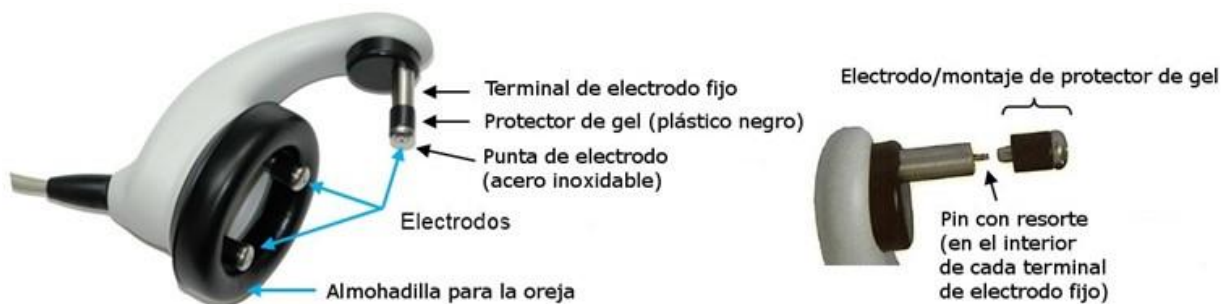 Terminal de electrodo fijo
Protector de gel (plástico negro)
Punta de electrodo
(acero inoxidable)
Electrodos
Almohadilla para la oreja
Electrodo/montaje de protector de gel
Pin con resorte
(en el interior
de cada terminal
de electrodo fijo)